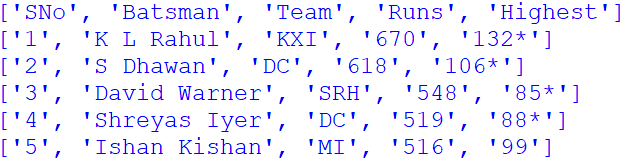 ['SNo', 'Batsman', 'Team', 'Runs', 'Highest']
['1', 'K L Rahul', 'KXI', '670', '132*']
['2', 'S Dhawan', 'DC', '618', '106*']
['3', 'David Warner', 'SRH', '548', '85*']
['4', 'Shreyas Iyer', 'DC', '519', '88*']
['5', 'Ishan Kishan', 'MI', '516', '99']